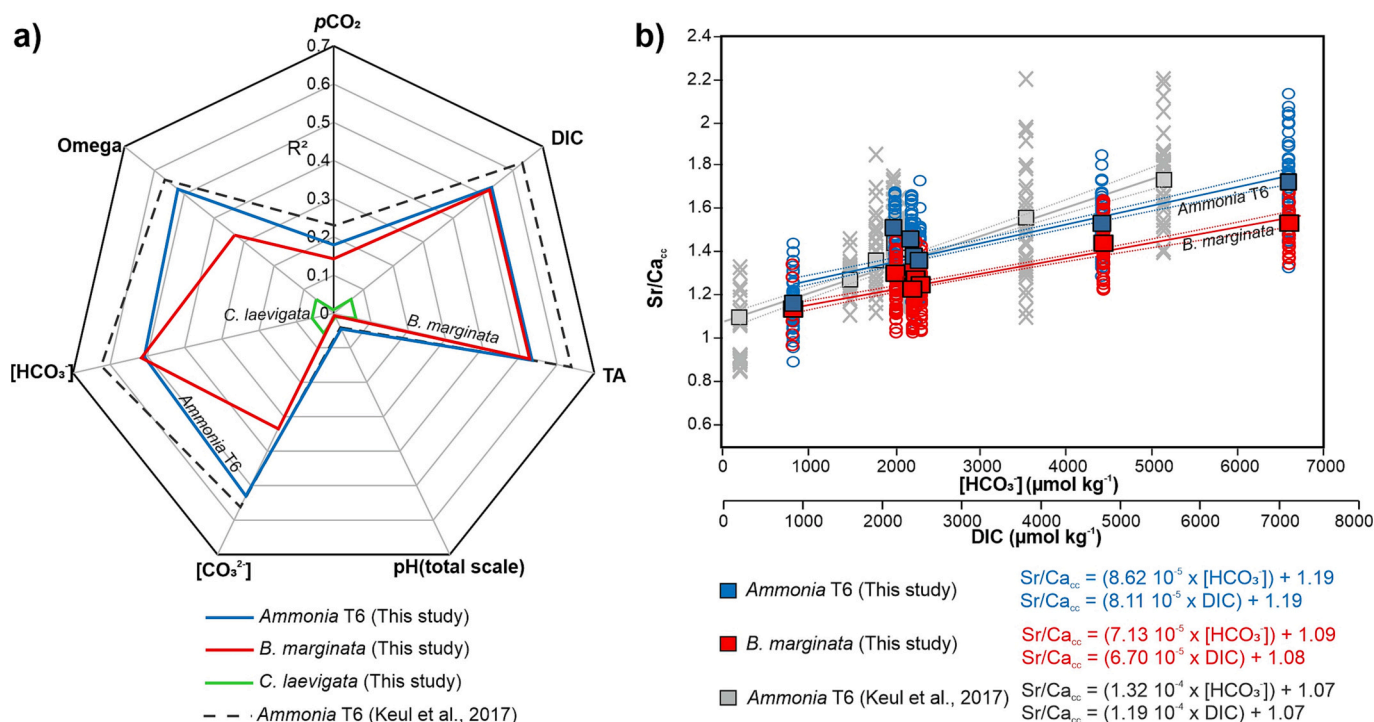 a)
pCO₂
0.7
0.6
0.5
0.4
0.3
0.2
0.1
0
R²
Omega
DIC
C. laevigata
B. marginata
[HCO₃⁻]
TA
Ammonia T6
[CO₃²⁻]
pH(total scale)
Ammonia T6 (This study)
B. marginata (This study)
C. laevigata (This study)
Ammonia T6 (Keul et al., 2017)
b)
2.4
2.2
2
1.8
1.6
1.4
1.2
1
0.8
0.6
Sr/Ca_cc
Ammonia T6
B. marginata
0 1000 2000 3000 4000 5000 6000 7000
[HCO₃⁻] (µmol kg⁻¹)
1000 2000 3000 4000 5000 6000 7000 8000
DIC (µmol kg⁻¹)
Ammonia T6 (This study)
Sr/Ca_cc = (8.62 10⁻⁵ x [HCO₃⁻]) + 1.19
Sr/Ca_cc = (8.11 10⁻⁵ x DIC) + 1.19
B. marginata (This study)
Sr/Ca_cc = (7.13 10⁻⁵ x [HCO₃⁻]) + 1.09
Sr/Ca_cc = (6.70 10⁻⁵ x DIC) + 1.08
Ammonia T6 (Keul et al., 2017)
Sr/Ca_cc = (1.32 10⁻⁴ x [HCO₃⁻]) + 1.07
Sr/Ca_cc = (1.19 10⁻⁴ x DIC) + 1.07